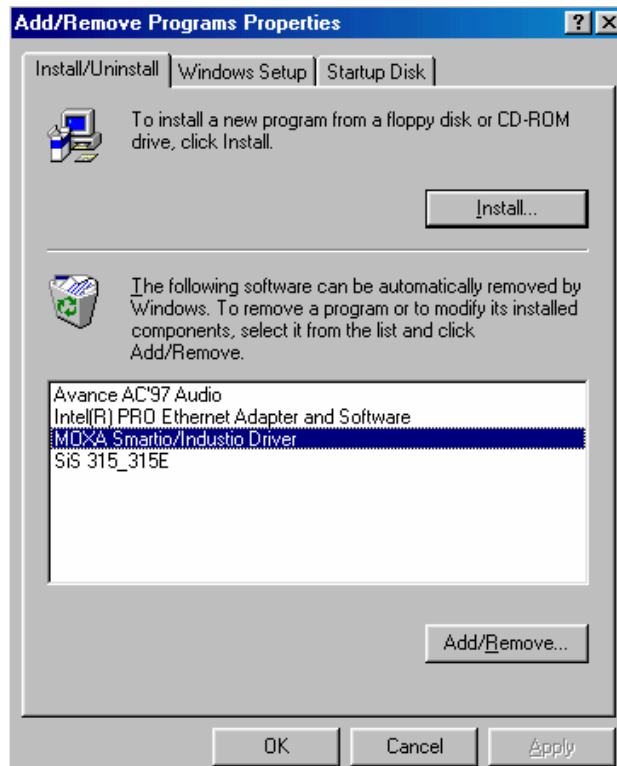 Add/Remove Programs Properties
Install/Uninstall
Windows Setup
Startup Disk
To install a new program from a floppy disk or CD-ROM
drive, click Install.
Install...
The following software can be automatically removed by
Windows. To remove a program or to modify its installed
components, select it from the list and click
Add/Remove.
Avance AC'97 Audio
Intel(R) PRO Ethernet Adapter and Software
MOXA Smartio/Industio Driver
SiS 315_315E
Add/Remove...
OK
Cancel
Apply